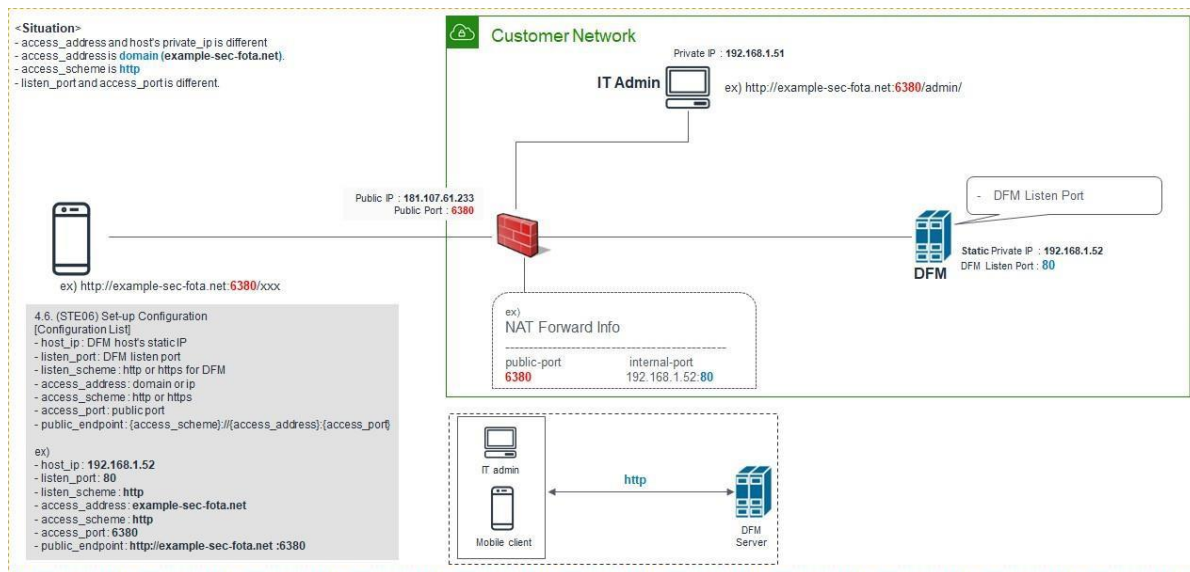 <Situation>
- access_address and host's private_ip is different
- access_address is domain (example-sec-fota.net).
- access_scheme is http
- listen_port and access_port is different.
Customer Network
Private IP : 192.168.1.51
IT Admin
ex) http://example-sec-fota.net:6380/admin/
Public IP : 181.107.61.233
Public Port : 6380
- DFM Listen Port
Static Private IP : 192.168.1.52
DFM Listen Port : 80
DFM
ex) http://example-sec-fota.net:6380/xxx
ex)
NAT Forward Info
public-port internal-port
6380 192.168.1.52:80
4.6. (STE06) Set-up Configuration
[Configuration List]
- host_ip : DFM host's static IP
- listen_port : DFM listen port
- listen_scheme : http or https for DFM
- access_address : domain or ip
- access_scheme : http or https
- access_port : public port
- public_endpoint : {access_scheme}://{access_address}:{access_port}
ex)
- host_ip : 192.168.1.52
- listen_port : 80
- listen_scheme : http
- access_address : example-sec-fota.net
- access_scheme : http
- access_port : 6380
- public_endpoint : http://example-sec-fota.net :6380
IT admin
Mobile client
http
DFM
Server